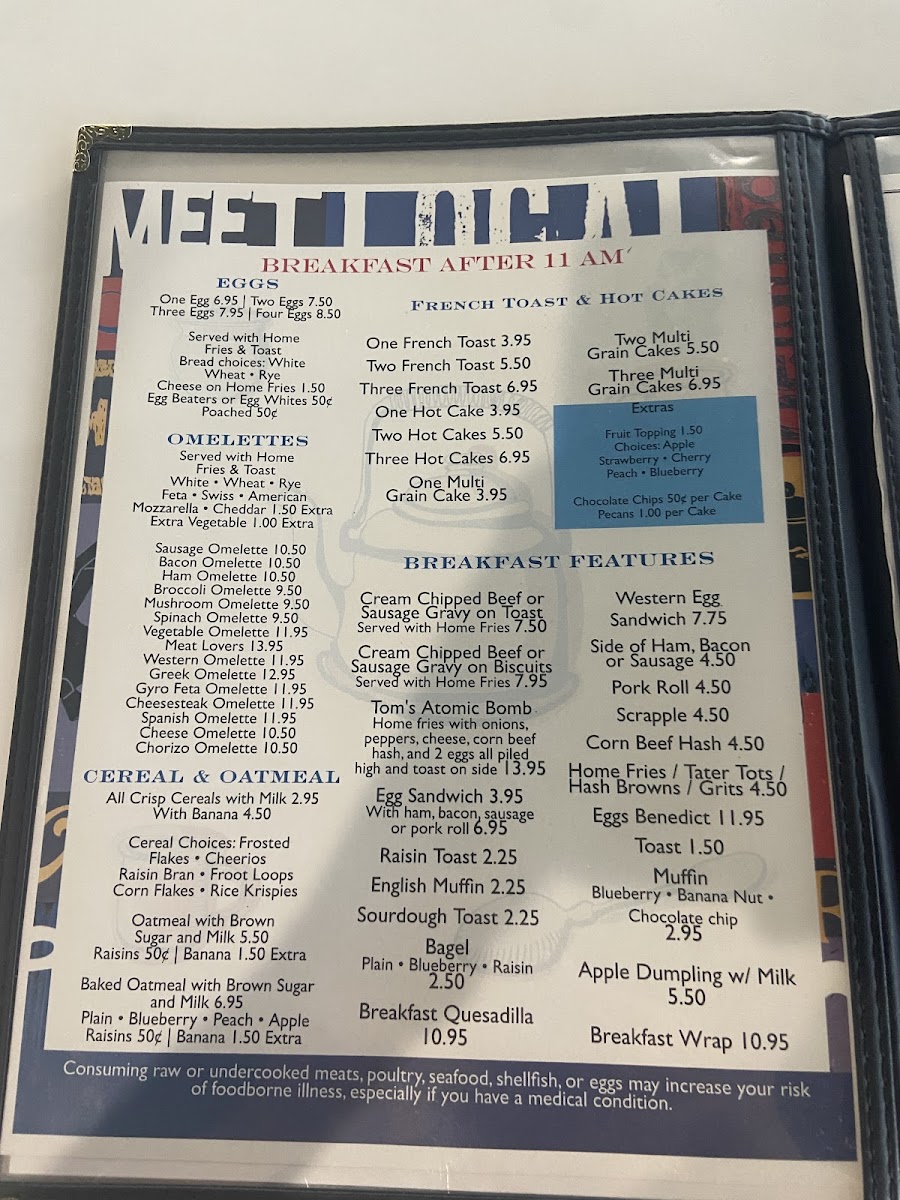 MEET LOCAL
BREAKFAST AFTER 11 AM
EGGS
One Egg 6.95 | Two Eggs 7.50
Three Eggs 7.95 | Four Eggs 8.50
Served with Home
Fries & Toast
Bread choices: White
Wheat • Rye
Cheese on Home Fries 1.50
Egg Beaters or Egg Whites 50¢
Poached 50¢
OMELETTES
Served with Home
Fries & Toast
White • Wheat • Rye
Feta • Swiss • American
Mozzarella • Cheddar 1.50 Extra
Extra Vegetable 1.00 Extra
Sausage Omelette 10.50
Bacon Omelette 10.50
Ham Omelette 10.50
Broccoli Omelette 9.50
Mushroom Omelette 9.50
Spinach Omelette 9.50
Vegetable Omelette 11.95
Meat Lovers 13.95
Western Omelette 11.95
Greek Omelette 12.95
Gyro Feta Omelette 11.95
Cheesesteak Omelette 11.95
Spanish Omelette 11.95
Cheese Omelette 10.50
Chorizo Omelette 10.50
CEREAL & OATMEAL
All Crisp Cereals with Milk 2.95
With Banana 4.50
Cereal Choices: Frosted
Flakes • Cheerios
Raisin Bran • Froot Loops
Corn Flakes • Rice Krispies
Oatmeal with Brown
Sugar and Milk 5.50
Raisins 50¢ | Banana 1.50 Extra
Baked Oatmeal with Brown Sugar
and Milk 6.95
Plain • Blueberry • Peach • Apple
Raisins 50¢ | Banana 1.50 Extra
FRENCH TOAST & HOT CAKES
One French Toast 3.95
Two French Toast 5.50
Three French Toast 6.95
One Hot Cake 3.95
Two Hot Cakes 5.50
Three Hot Cakes 6.95
One Multi
Grain Cake 3.95
Two Multi
Grain Cakes 5.50
Three Multi
Grain Cakes 6.95
Extras
Fruit Topping 1.50
Choices: Apple
Strawberry • Cherry
Peach • Blueberry
Chocolate Chips 50¢ per Cake
Pecans 1.00 per Cake
BREAKFAST FEATURES
Cream Chipped Beef or
Sausage Gravy on Toast
Served with Home Fries 7.50
Cream Chipped Beef or
Sausage Gravy on Biscuits
Served with Home Fries 7.95
Tom's Atomic Bomb
Home fries with onions,
peppers, cheese, corn beef
hash, and 2 eggs all piled
high and toast on side 13.95
Egg Sandwich 3.95
With ham, bacon, sausage
or pork roll 6.95
Raisin Toast 2.25
English Muffin 2.25
Sourdough Toast 2.25
Bagel
Plain • Blueberry • Raisin
2.50
Breakfast Quesadilla
10.95
Western Egg
Sandwich 7.75
Side of Ham, Bacon
or Sausage 4.50
Pork Roll 4.50
Scrapple 4.50
Corn Beef Hash 4.50
Home Fries / Tater Tots /
Hash Browns / Grits 4.50
Eggs Benedict 11.95
Toast 1.50
Muffin
Blueberry • Banana Nut •
Chocolate chip
2.95
Apple Dumpling w/ Milk
5.50
Breakfast Wrap 10.95
Consuming raw or undercooked meats, poultry, seafood, shellfish, or eggs may increase your risk
of foodborne illness, especially if you have a medical condition.